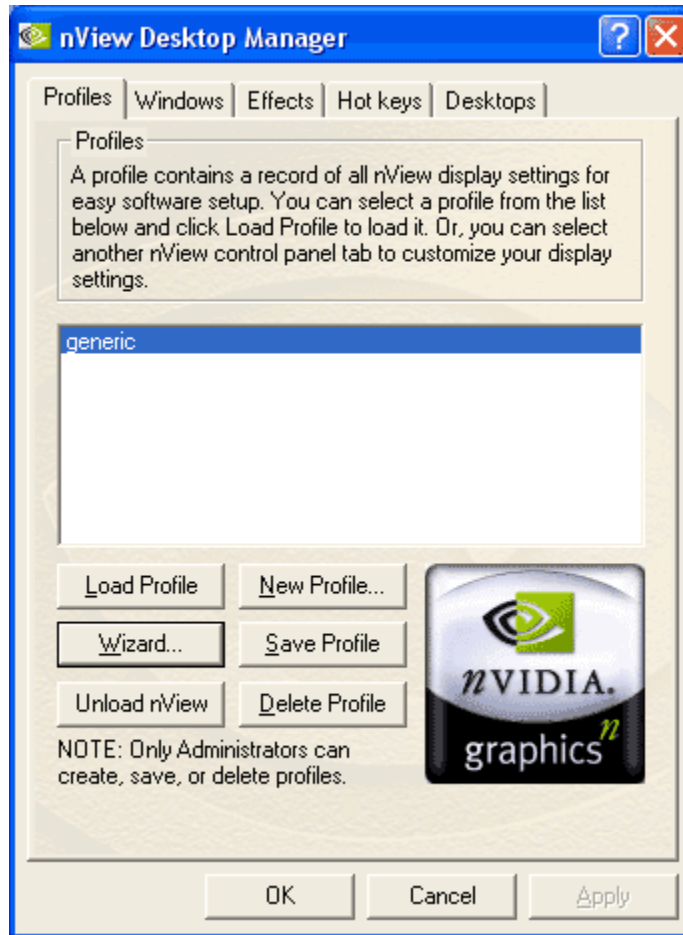 nView Desktop Manager
Profiles Windows Effects Hot keys Desktops
Profiles
A profile contains a record of all nView display settings for
easy software setup. You can select a profile from the list
below and click Load Profile to load it. Or, you can select
another nView control panel tab to customize your display
settings.
generic
Load Profile New Profile...
Wizard... Save Profile
Unload nView Delete Profile
NOTE: Only Administrators can
create, save, or delete profiles.
nVIDIA.
graphics n
OK Cancel Apply